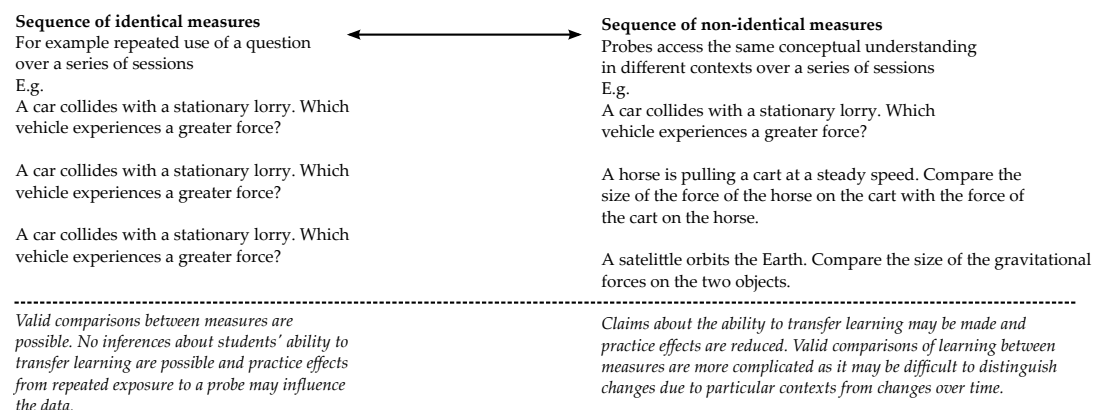 Sequence of identical measures
For example repeated use of a question
over a series of sessions
E.g.
A car collides with a stationary lorry. Which
vehicle experiences a greater force?
A car collides with a stationary lorry. Which
vehicle experiences a greater force?
A car collides with a stationary lorry. Which
vehicle experiences a greater force?
Sequence of non-identical measures
Probes access the same conceptual understanding
in different contexts over a series of sessions
E.g.
A car collides with a stationary lorry. Which
vehicle experiences a greater force?
A horse is pulling a cart at a steady speed. Compare the
size of the force of the horse on the cart with the force of
the cart on the horse.
A satelittle orbits the Earth. Compare the size of the gravitational
forces on the two objects.
Valid comparisons between measures are
possible. No inferences about students' ability to
transfer learning are possible and practice effects
from repeated exposure to a probe may influence
the data.
Claims about the ability to transfer learning may be made and
practice effects are reduced. Valid comparisons of learning between
measures are more complicated as it may be difficult to distinguish
changes due to particular contexts from changes over time.